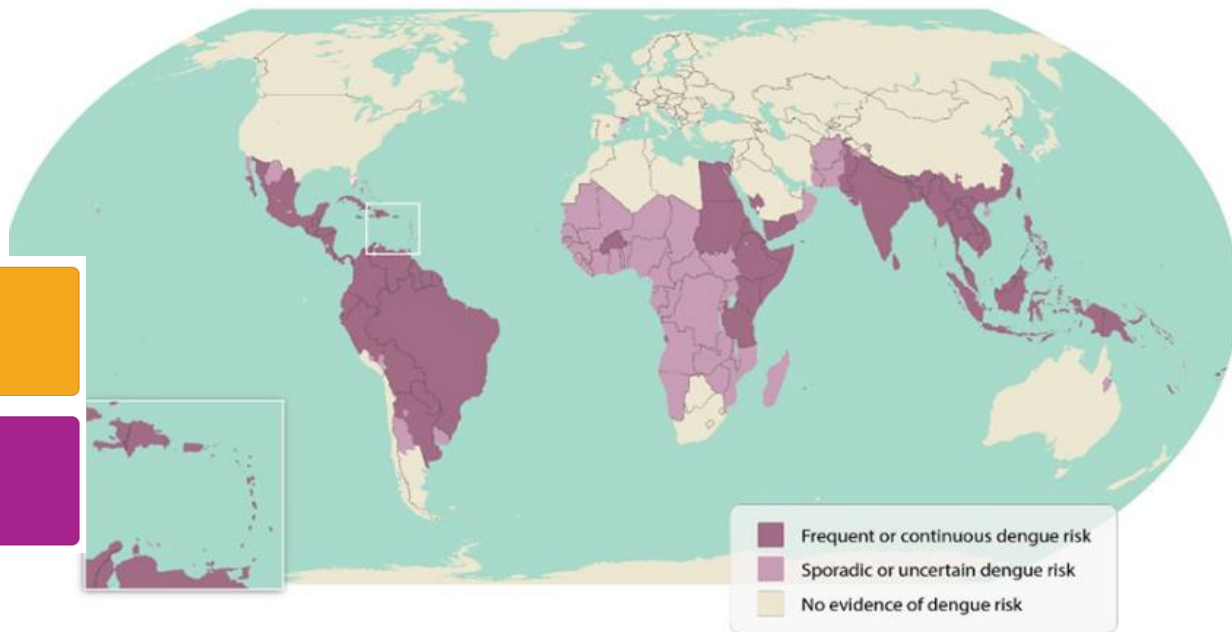 Frequent or continuous dengue risk
Sporadic or uncertain dengue risk
No evidence of dengue risk